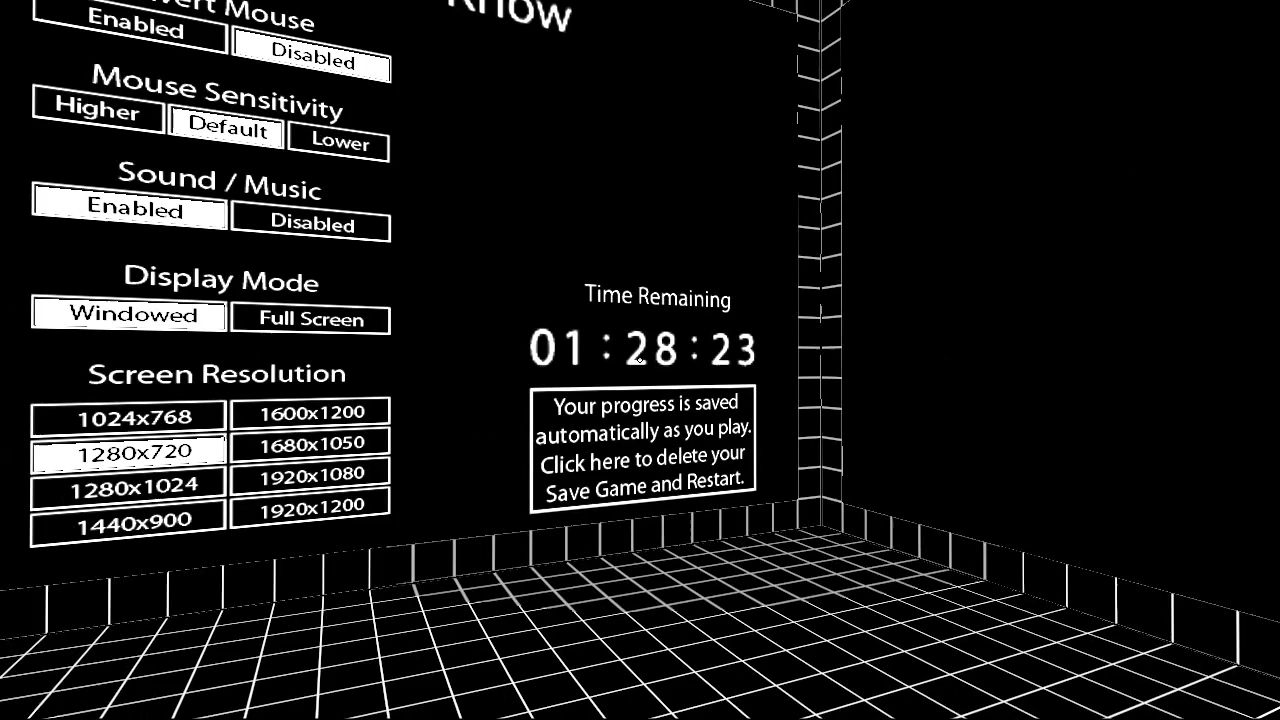 Mouse
Know
Enabled Disabled
Mouse Sensitivity
Higher Default Lower
Sound / Music
Enabled Disabled
Display Mode
Windowed Full Screen
Screen Resolution
1024x768 1600x1200
1280x720 1680x1050
1280x1024 1920x1080
1440x900 1920x1200
Time Remaining
01 : 28 : 23
Your progress is saved
automatically as you play.
Click here to delete your
Save Game and Restart.